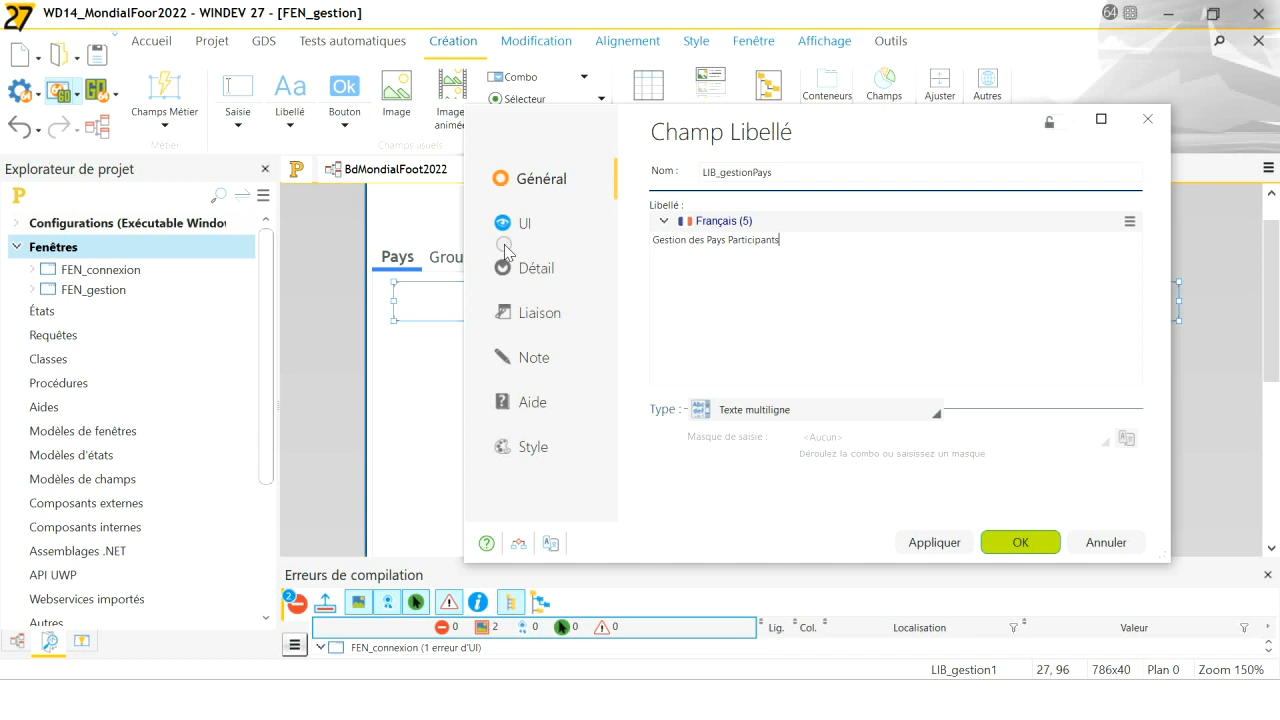 27 WD14_MondialFoor2022 - WINDEV 27 - [FEN_gestion] 64
Accueil Projet GDS Tests automatiques Création Modification Alignement Style Fenêtre Affichage Outils
Champs Métier
Saisie
Aa
Libellé
Ok
Bouton
Image
Image animée
Combo
Sélecteur
Conteneurs
Champs
Ajuster
Autres
Métier
Champs usuels
GO
GO
Explorateur de projet
BdMondialFoot2022
Configurations (Exécutable Windo
Fenêtres
FEN_connexion
FEN_gestion
États
Requêtes
Classes
Procédures
Aides
Modèles de fenêtres
Modèles d'états
Modèles de champs
Composants externes
Composants internes
Assemblages .NET
API UWP
Webservices importés
Autres
Pays Grou
Champ Libellé
Général
UI
Détail
Liaison
Note
Aide
Style
Nom : LIB_gestionPays
Libellé :
Français (5)
Gestion des Pays Participants
Type : Texte multiligne
Masque de saisie : <Aucun>
Déroulez la combo ou saisissez un masque
Appliquer OK Annuler
Erreurs de compilation
2
0 2 0 0 0 Lig. Col. Localisation Valeur
FEN_connexion (1 erreur d'UI)
LIB_gestion1 27, 96 786x40 Plan 0 Zoom 150%